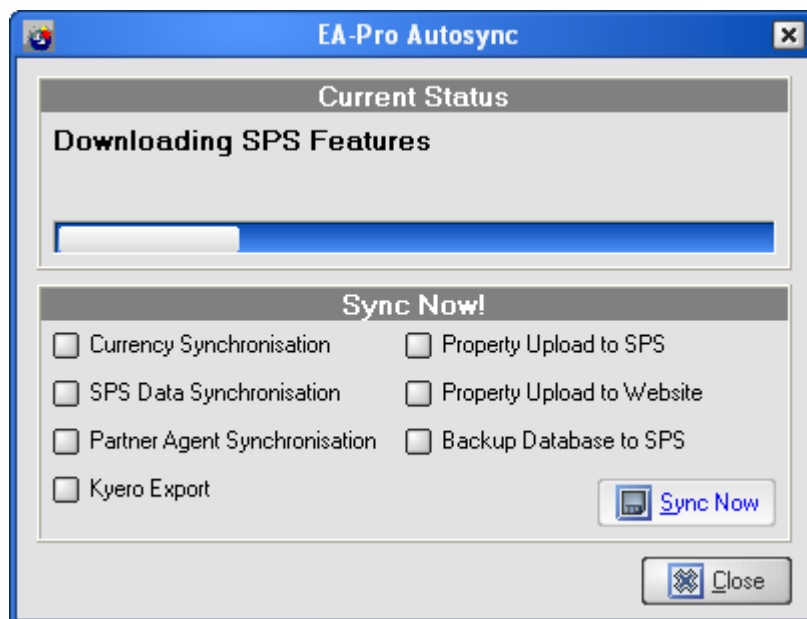 EA-Pro Autosync
Current Status
Downloading SPS Features
Sync Now!
Currency Synchronisation
Property Upload to SPS
SPS Data Synchronisation
Property Upload to Website
Partner Agent Synchronisation
Backup Database to SPS
Kyero Export
Sync Now
Close